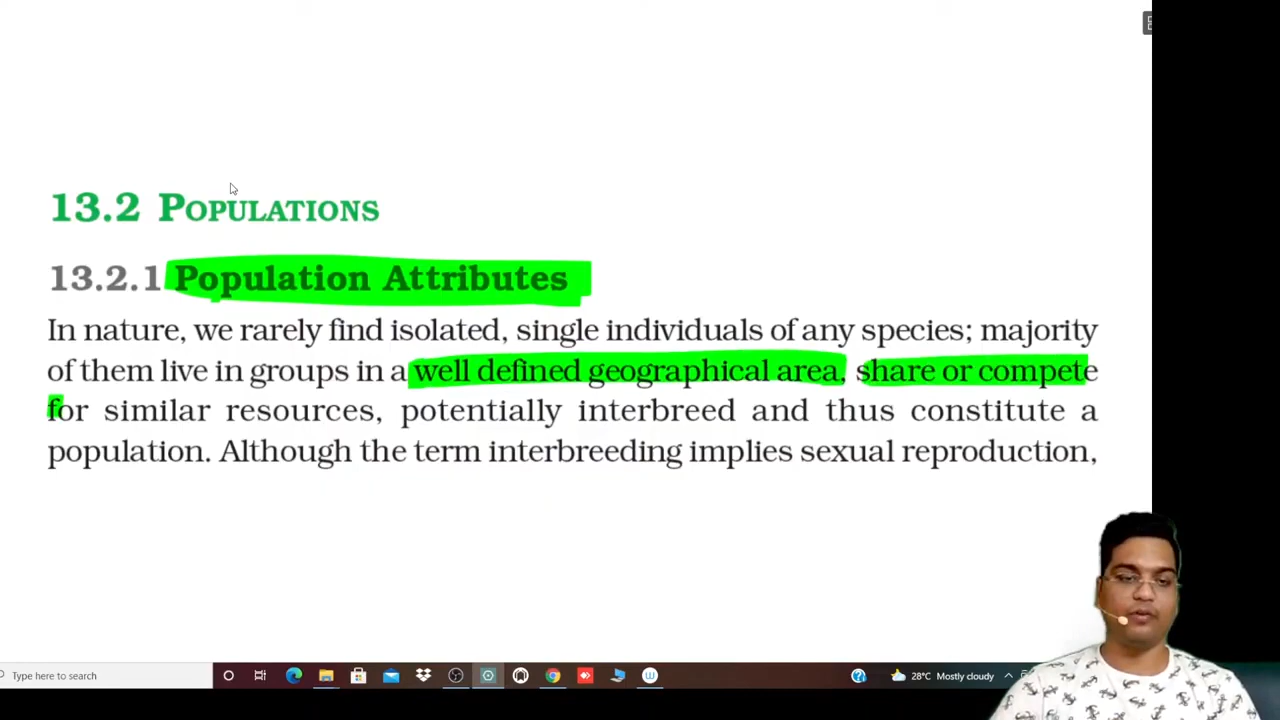 13.2 POPULATIONS
13.2.1 Population Attributes
In nature, we rarely find isolated, single individuals of any species; majority
of them live in groups in a well defined geographical area, share or compete
for similar resources, potentially interbreed and thus constitute a
population. Although the term interbreeding implies sexual reproduction,
Type here to search
28°C Mostly cloudy